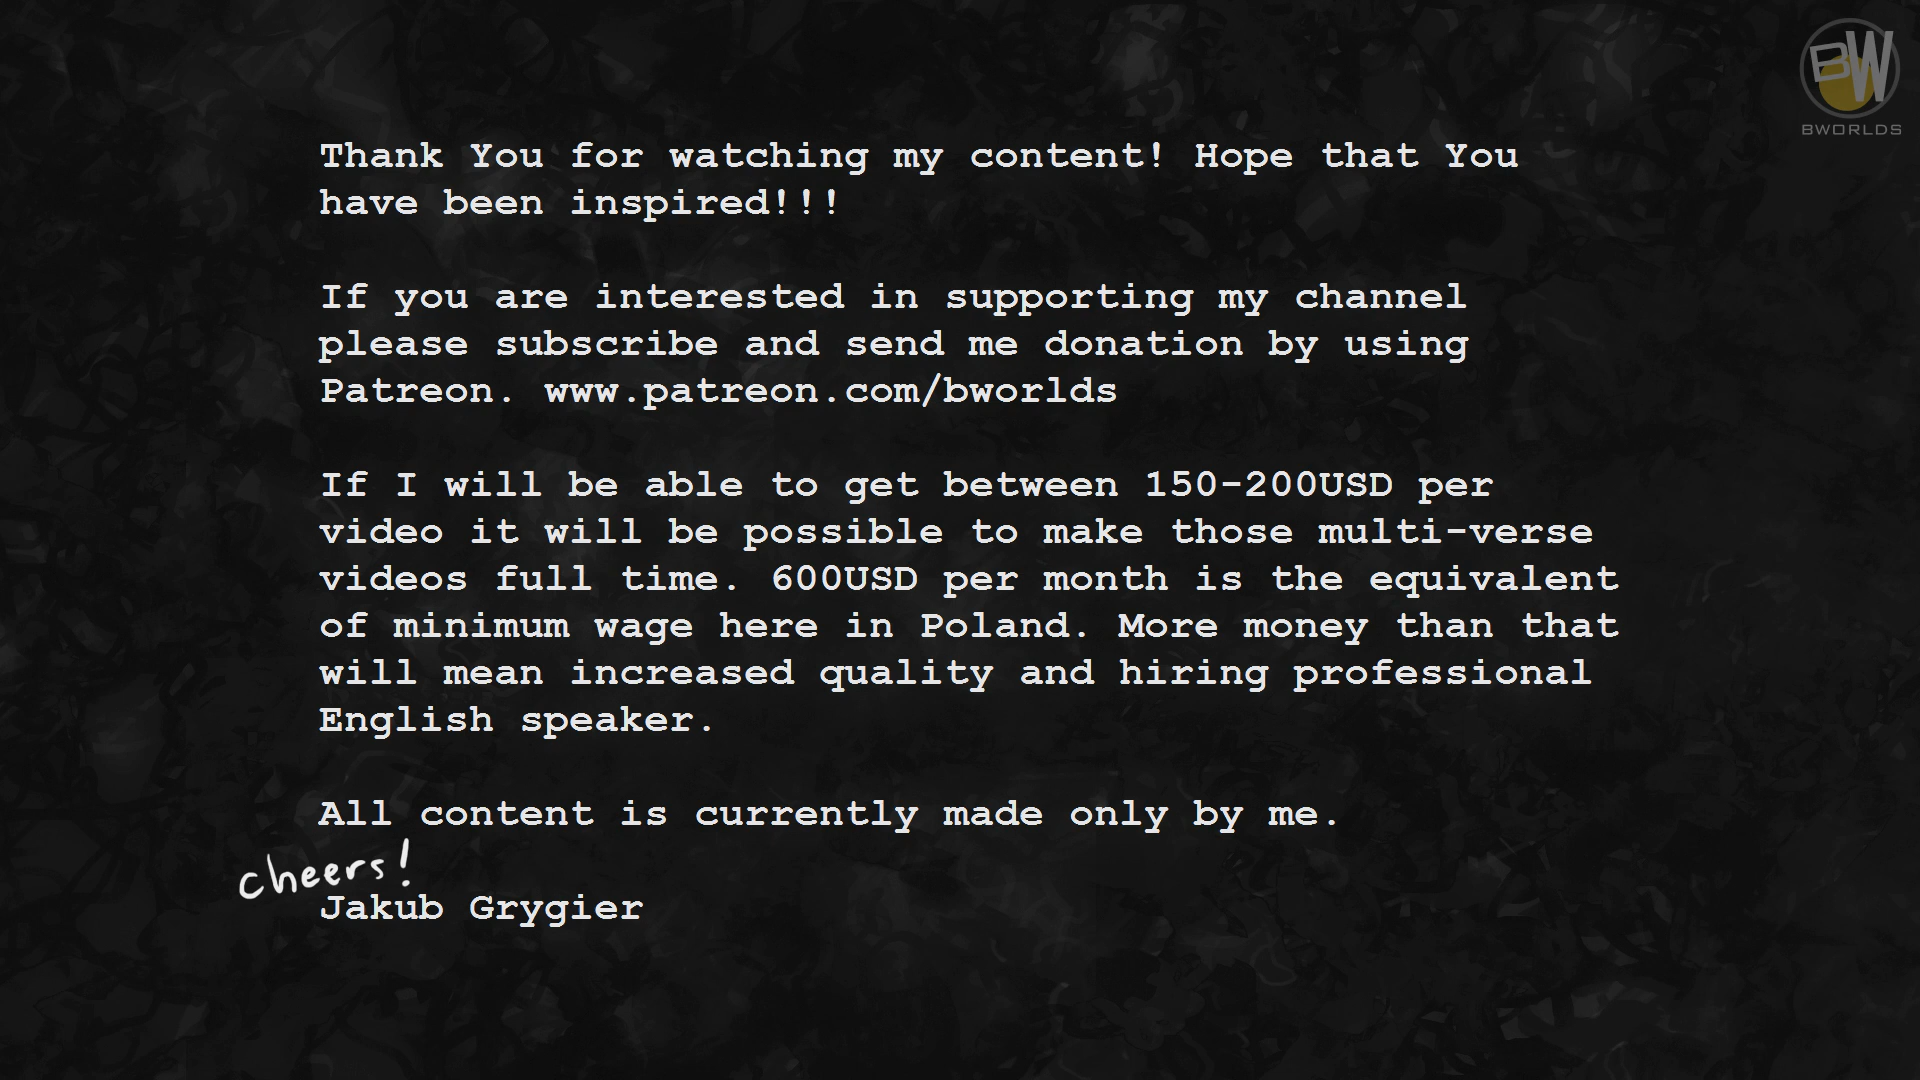 BW
BWORLDS
Thank You for watching my content! Hope that You
have been inspired!!!
If you are interested in supporting my channel
please subscribe and send me donation by using
Patreon. www.patreon.com/bworlds
If I will be able to get between 150-200USD per
video it will be possible to make those multi-verse
videos full time. 600USD per month is the equivalent
of minimum wage here in Poland. More money than that
will mean increased quality and hiring professional
English speaker.
All content is currently made only by me.
cheers!
Jakub Grygier